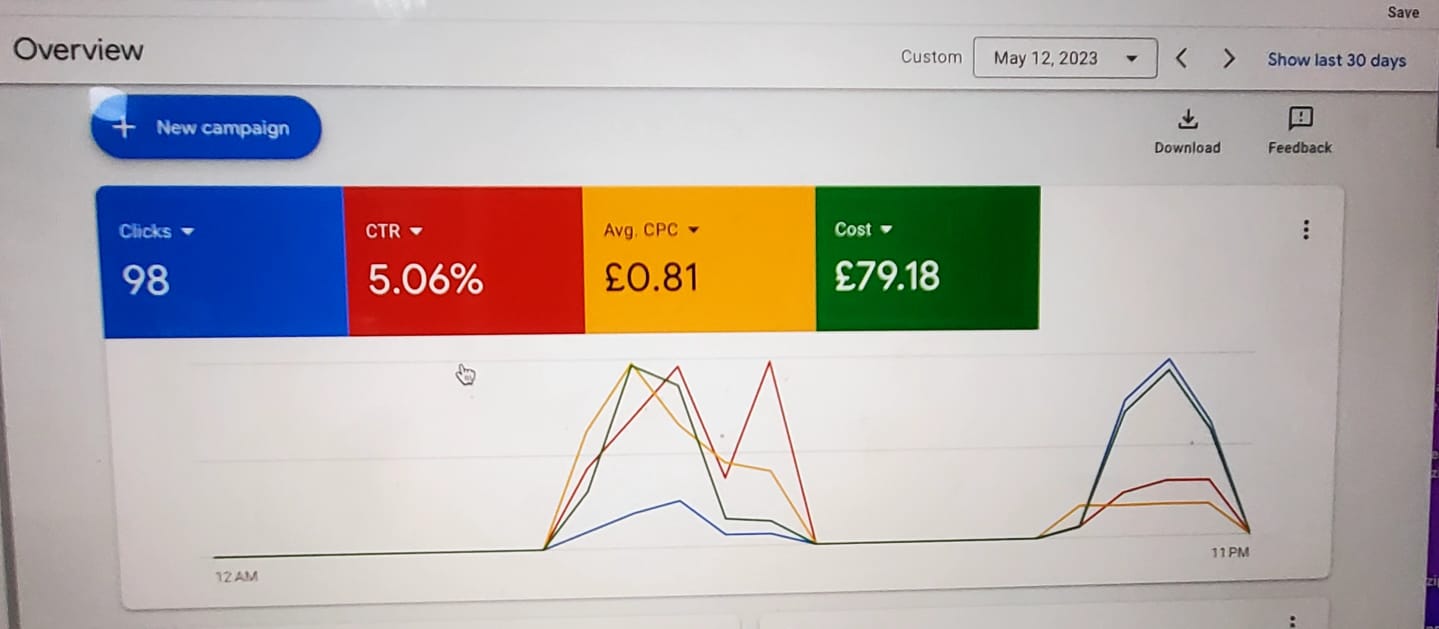 Save
Overview
Custom May 12, 2023 Show last 30 days
+ New campaign
Download Feedback
Clicks CTR Avg. CPC Cost
98 5.06% £0.81 £79.18
12 AM 11 PM